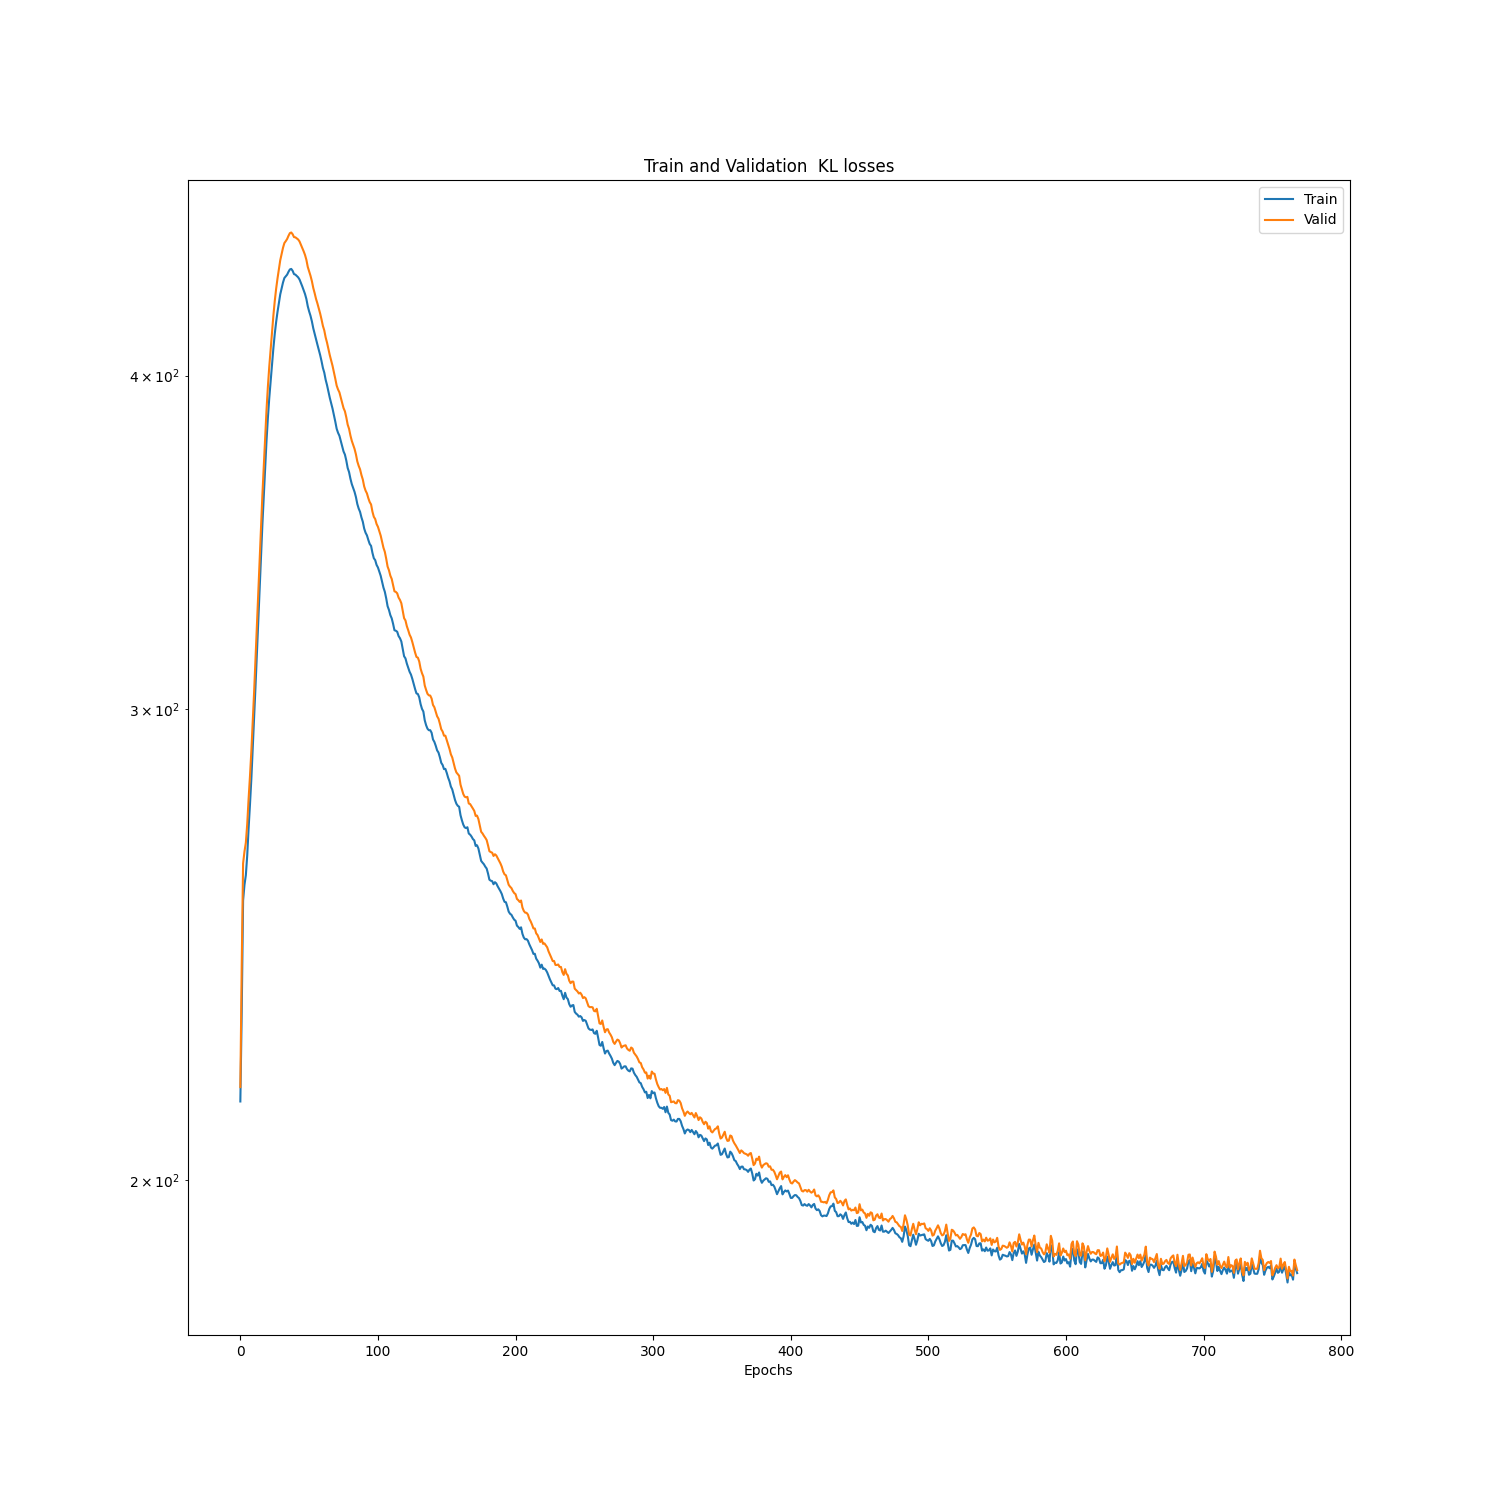 Train and Validation  KL losses
Train
Valid
4 × 10²
3 × 10²
2 × 10²
0 100 200 300 400 500 600 700 800
Epochs